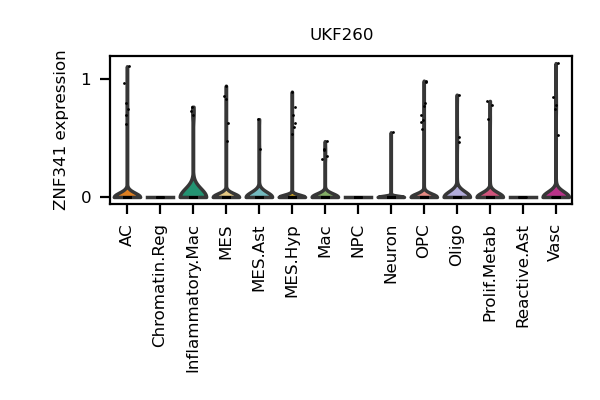 UKF260
ZNF341 expression
1
0
AC
Chromatin.Reg
Inflammatory.Mac
MES
MES.Ast
MES.Hyp
Mac
NPC
Neuron
OPC
Oligo
Prolif.Metab
Reactive.Ast
Vasc